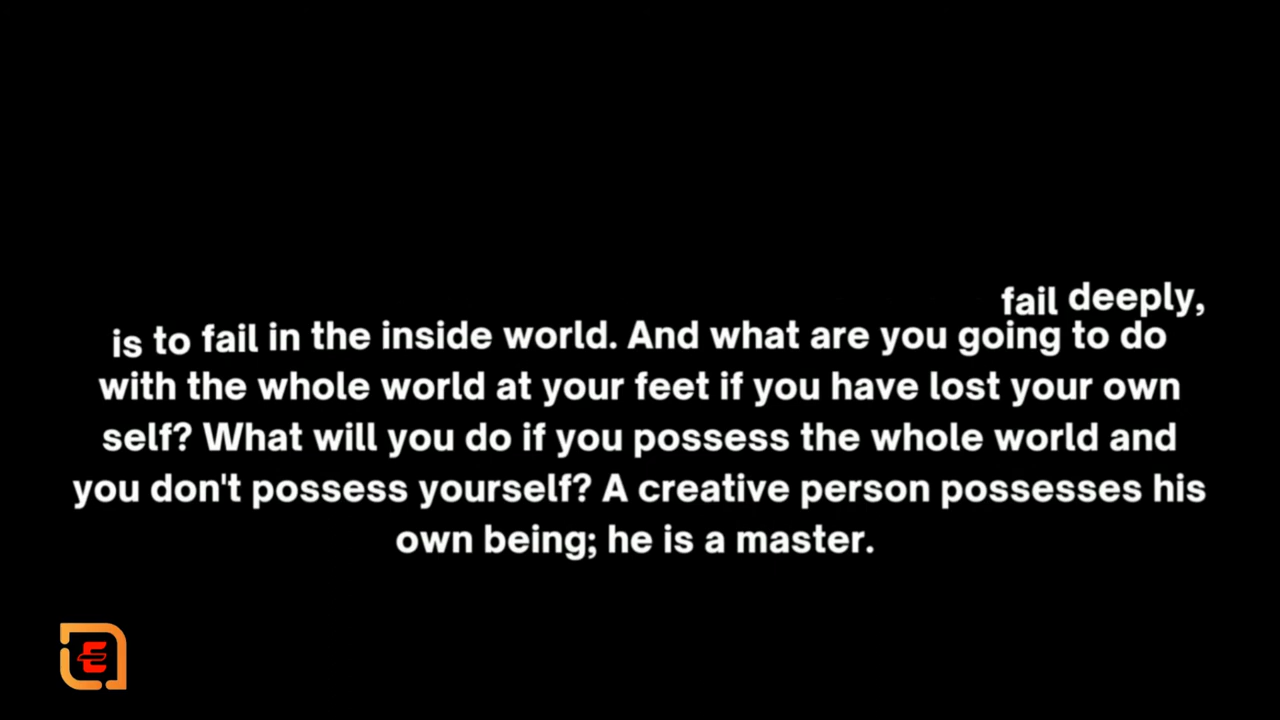 fail deeply,
is to fail in the inside world. And what are you going to do
with the whole world at your feet if you have lost your own
self? What will you do if you possess the whole world and
you don't possess yourself? A creative person possesses his
own being; he is a master.
E